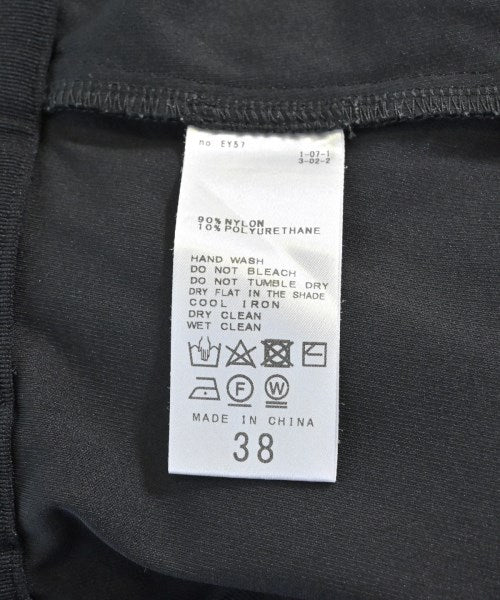 no EY57 1-07-1
3-02-2
90% NYLON
10% POLYURETHANE
HAND WASH
DO NOT BLEACH
DO NOT TUMBLE DRY
DRY FLAT IN THE SHADE
COOL IRON
DRY CLEAN
WET CLEAN
F W
MADE IN CHINA
38